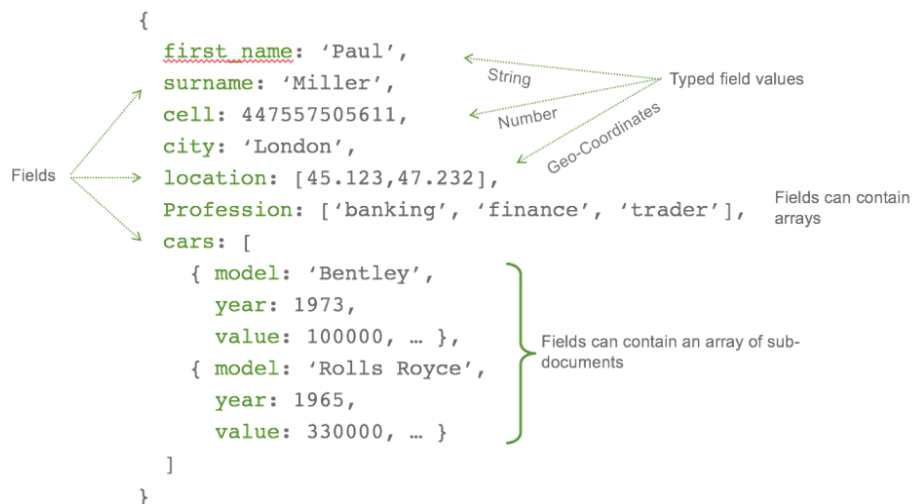 {
first_name: ‘Paul’,
String
Typed field values
surname: ‘Miller’,
cell: 447557505611,
Number
city: ‘London’,
Geo-Coordinates
Fields
location: [45.123,47.232],
Profession: [‘banking’, ‘finance’, ‘trader’],
Fields can contain
arrays
cars: [
{ model: ‘Bentley’,
year: 1973,
value: 100000, … },
Fields can contain an array of sub-
documents
{ model: ‘Rolls Royce’,
year: 1965,
value: 330000, … }
]
}